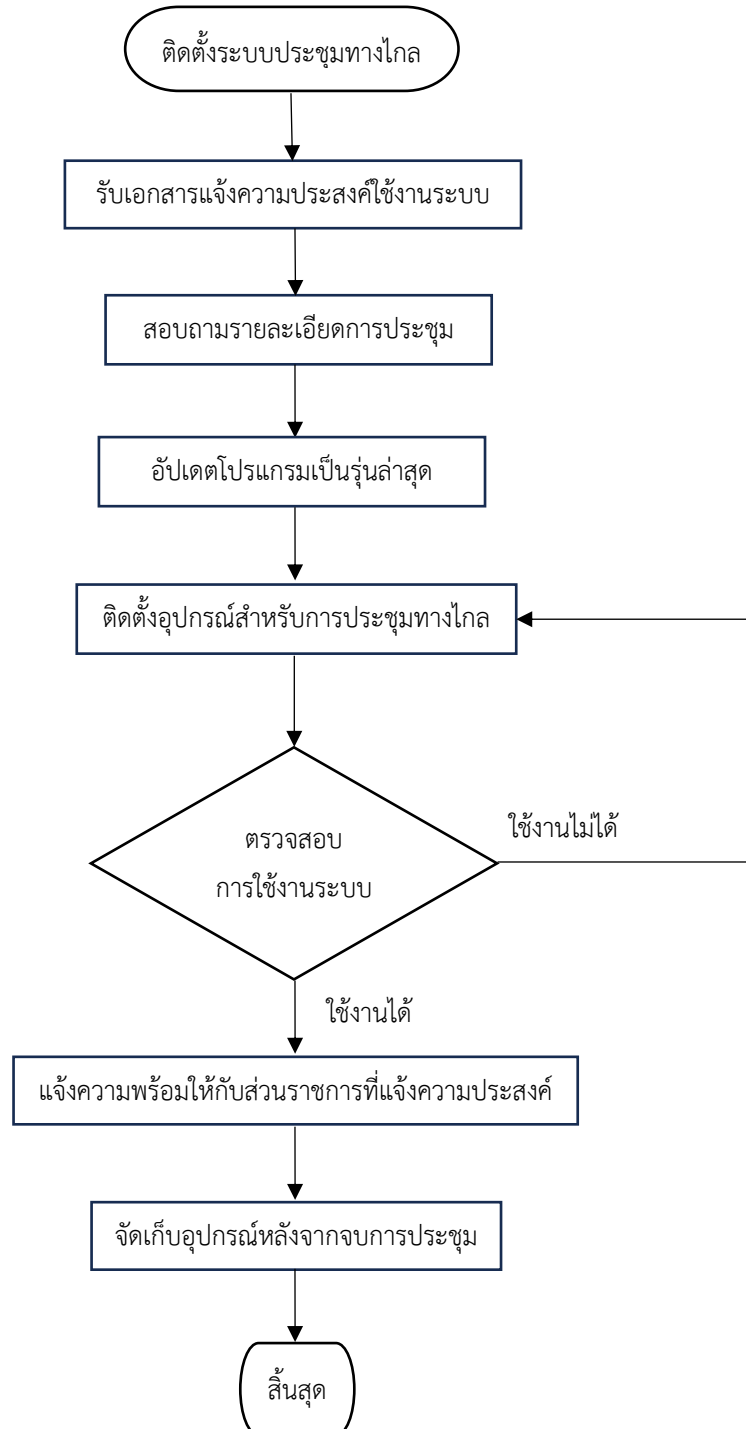 ติดตั้งระบบประชุมทางไกล
รับเอกสารแจ้งความประสงค์ใช้งานระบบ
สอบถามรายละเอียดการประชุม
อัปเดตโปรแกรมเป็นรุ่นล่าสุด
ติดตั้งอุปกรณ์สำหรับการประชุมทางไกล
ตรวจสอบ
การใช้งานระบบ
ใช้งานไม่ได้
ใช้งานได้
แจ้งความพร้อมให้กับส่วนราชการที่แจ้งความประสงค์
จัดเก็บอุปกรณ์หลังจากจบการประชุม
สิ้นสุด